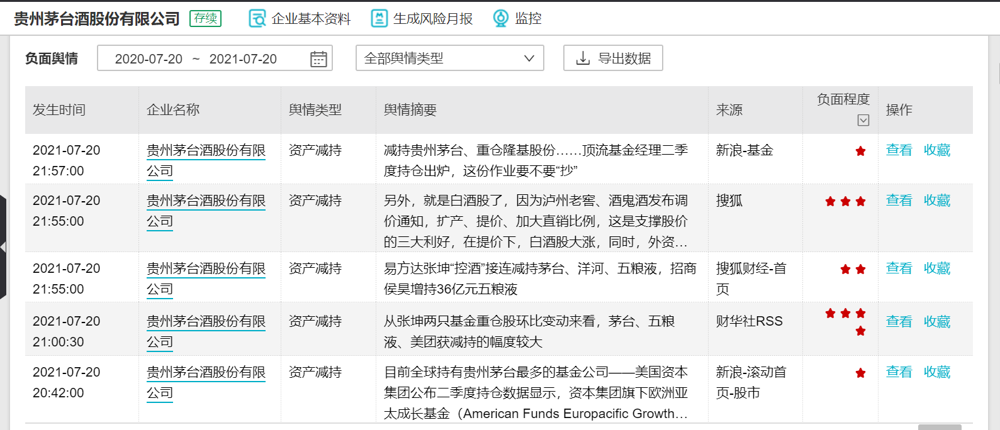 贵州茅台酒股份有限公司 存续 企业基本资料 生成风险月报 监控
负面舆情 2020-07-20 ~ 2021-07-20 全部舆情类型 导出数据
发生时间 企业名称 舆情类型 舆情摘要 来源 负面程度 操作
2021-07-20 贵州茅台酒股份有限 资产减持 减持贵州茅台、重仓隆基股份……顶流基金经理二季 新浪-基金 查看 收藏
21:57:00 公司 度持仓出炉，这份作业要不要“抄”
2021-07-20 贵州茅台酒股份有限 资产减持 另外，就是白酒股了，因为泸州老窖、酒鬼酒发布调 搜狐 查看 收藏
21:55:00 公司 价通知，扩产、提价、加大直销比例，这是支撑股价
的三大利好，在提价下，白酒股大涨，同时，外资…
2021-07-20 贵州茅台酒股份有限 资产减持 易方达张坤“控酒”接连减持茅台、洋河、五粮液，招商 搜狐财经-首 查看 收藏
21:55:00 公司 侯昊增持36亿元五粮液 页
2021-07-20 贵州茅台酒股份有限 资产减持 从张坤两只基金重仓股环比变动来看，茅台、五粮 财华社RSS 查看 收藏
21:00:30 公司 液、美团获减持的幅度较大
2021-07-20 贵州茅台酒股份有限 资产减持 目前全球持有贵州茅台最多的基金公司——美国资本 新浪-滚动首 查看 收藏
20:42:00 公司 集团公布二季度持仓数据显示，资本集团旗下欧洲亚 页-股市
太成长基金（American Funds Europacific Growth…